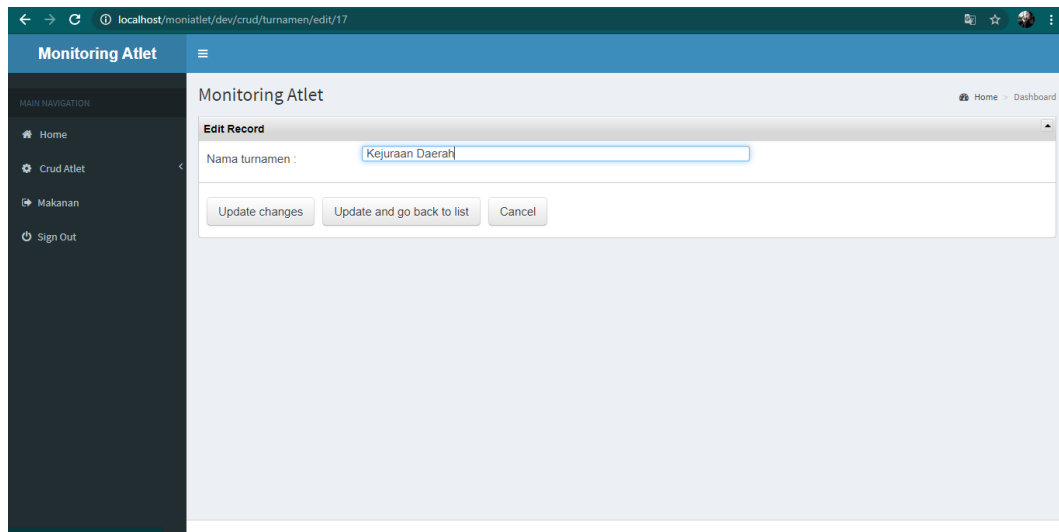 localhost/moniatlet/dev/crud/turnamen/edit/17
Monitoring Atlet
MAIN NAVIGATION
Home
Crud Atlet
Makanan
Sign Out
Monitoring Atlet
Home > Dashboard
Edit Record
Nama turnamen : Kejuraan Daerah
Update changes Update and go back to list Cancel